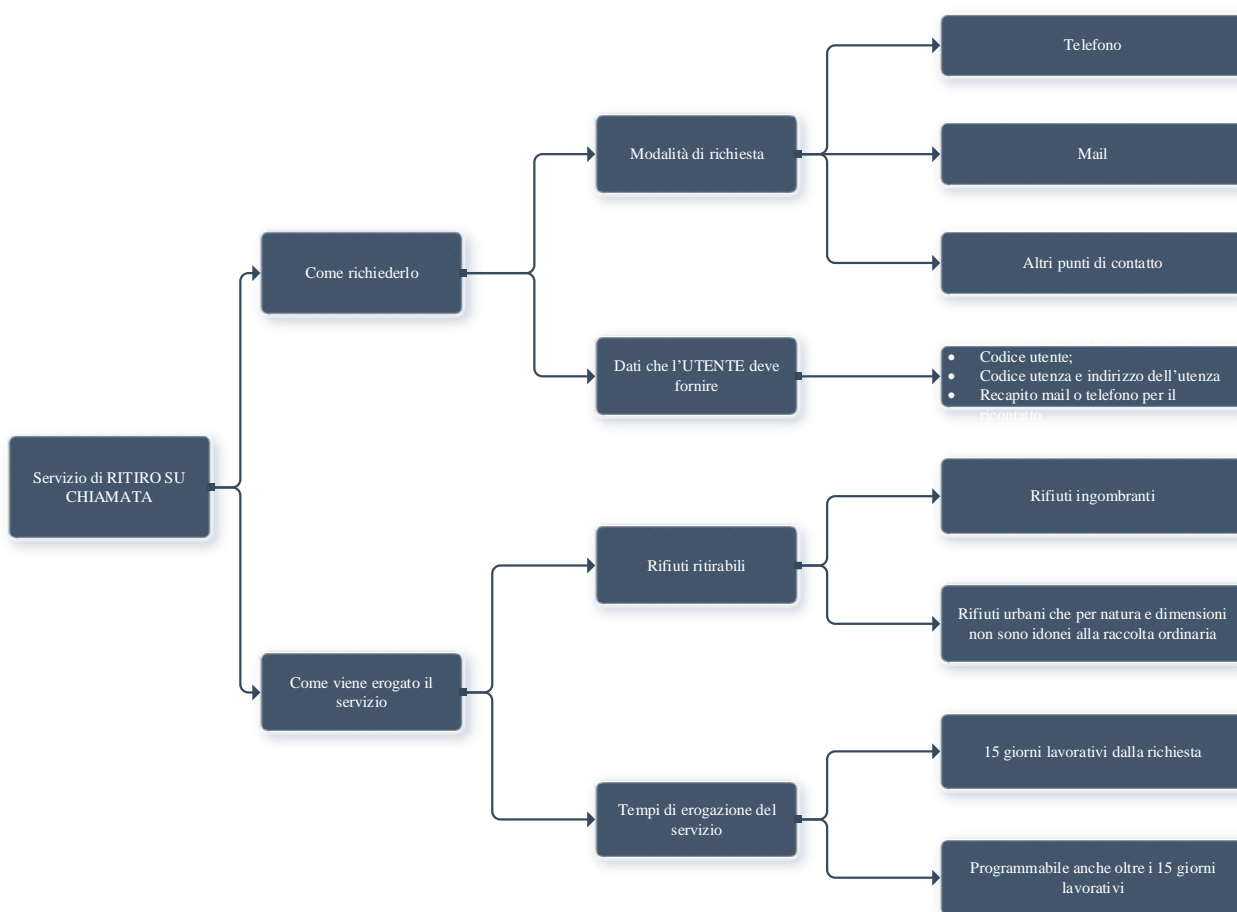 Servizio di RITIRO SU
CHIAMATA
Come richiederlo
Modalità di richiesta
Telefono
Mail
Altri punti di contatto
Dati che l’UTENTE deve
fornire
• Codice utente;
• Codice utenza e indirizzo dell’utenza
• Recapito mail o telefono per il
ricontatto
Come viene erogato il
servizio
Rifiuti ritirabili
Rifiuti ingombranti
Rifiuti urbani che per natura e dimensioni
non sono idonei alla raccolta ordinaria
Tempi di erogazione del
servizio
15 giorni lavorativi dalla richiesta
Programmabile anche oltre i 15 giorni
lavorativi